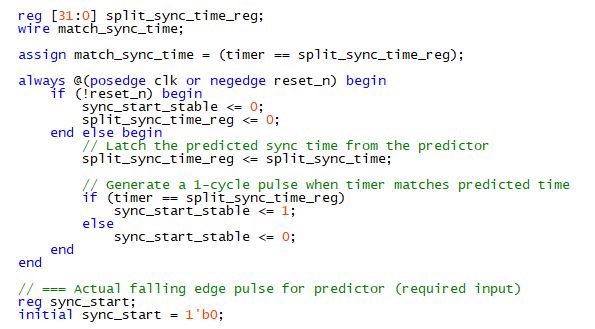 reg [31:0] split_sync_time_reg;
wire match_sync_time;

assign match_sync_time = (timer == split_sync_time_reg);

always @(posedge clk or negedge reset_n) begin
    if (!reset_n) begin
        sync_start_stable <= 0;
        split_sync_time_reg <= 0;
    end else begin
        // Latch the predicted sync time from the predictor
        split_sync_time_reg <= split_sync_time;

        // Generate a 1-cycle pulse when timer matches predicted time
        if (timer == split_sync_time_reg)
            sync_start_stable <= 1;
        else
            sync_start_stable <= 0;
    end
end

// === Actual falling edge pulse for predictor (required input)
reg sync_start;
initial sync_start = 1'b0;